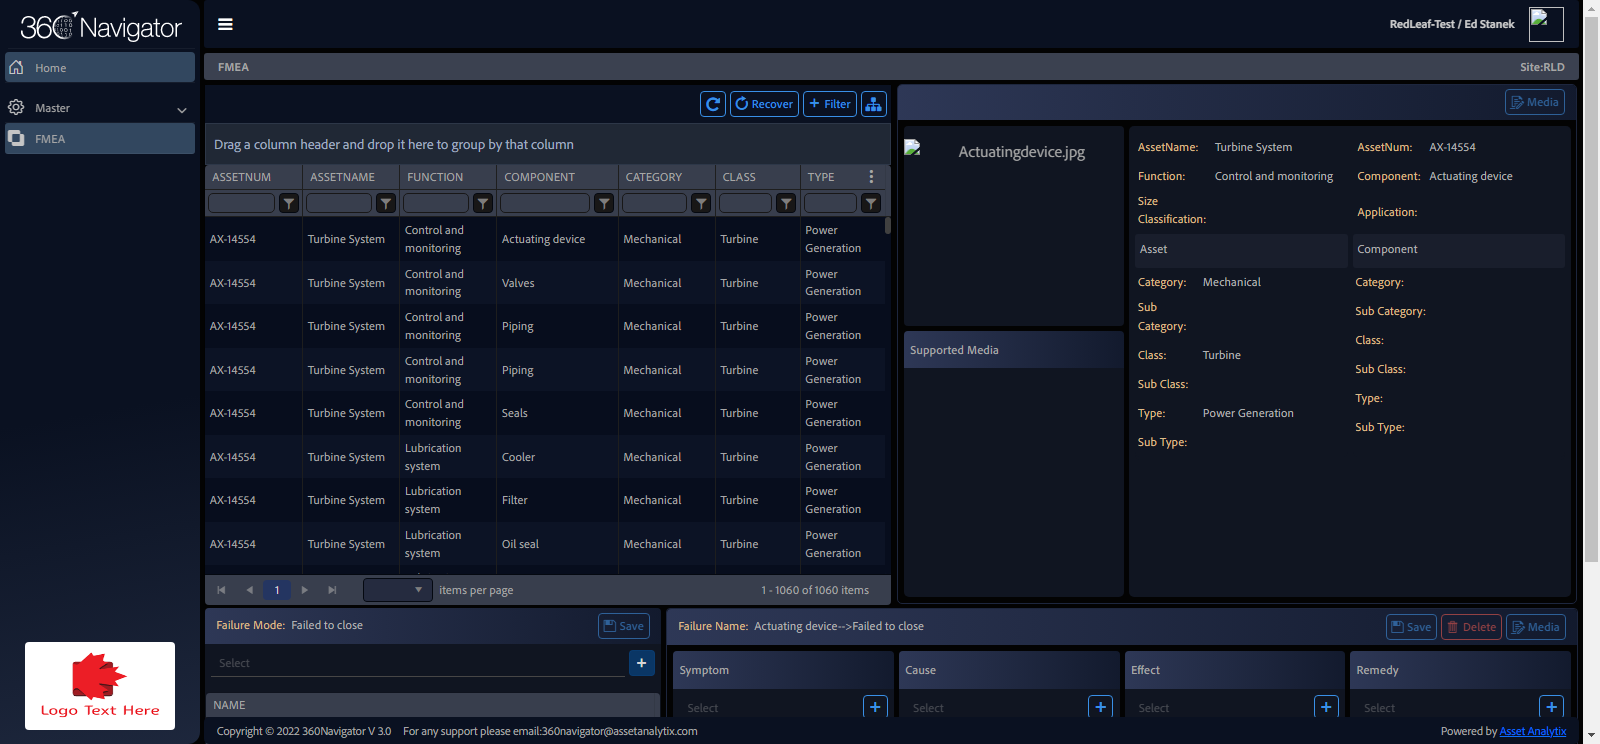 360 Navigator
RedLeaf-Test / Ed Stanek
Home
Master
FMEA
Logo Text Here
FMEA
Site:RLD
Recover
+ Filter
Drag a column header and drop it here to group by that column
ASSETNUM ASSETNAME FUNCTION COMPONENT CATEGORY CLASS TYPE
AX-14554 Turbine System Control and monitoring Actuating device Mechanical Turbine Power Generation
AX-14554 Turbine System Control and monitoring Valves Mechanical Turbine Power Generation
AX-14554 Turbine System Control and monitoring Piping Mechanical Turbine Power Generation
AX-14554 Turbine System Control and monitoring Piping Mechanical Turbine Power Generation
AX-14554 Turbine System Control and monitoring Seals Mechanical Turbine Power Generation
AX-14554 Turbine System Lubrication system Cooler Mechanical Turbine Power Generation
AX-14554 Turbine System Lubrication system Filter Mechanical Turbine Power Generation
AX-14554 Turbine System Lubrication system Oil seal Mechanical Turbine Power Generation
1
items per page
1 - 1060 of 1060 items
Media
Actuatingdevice.jpg
Supported Media
AssetName: Turbine System AssetNum: AX-14554
Function: Control and monitoring Component: Actuating device
Size Classification: Application:
Asset Component
Category: Mechanical Category:
Sub Category: Sub Category:
Class: Turbine Class:
Sub Class: Sub Class:
Type: Power Generation Type:
Sub Type: Sub Type:
Failure Mode: Failed to close
Save
Select
+
NAME
Failure Name: Actuating device-->Failed to close
Save Delete Media
Symptom Cause Effect Remedy
Select + Select + Select + Select +
Copyright © 2022 360Navigator V 3.0 For any support please email:360navigator@assetanalytix.com
Powered by Asset Analytix